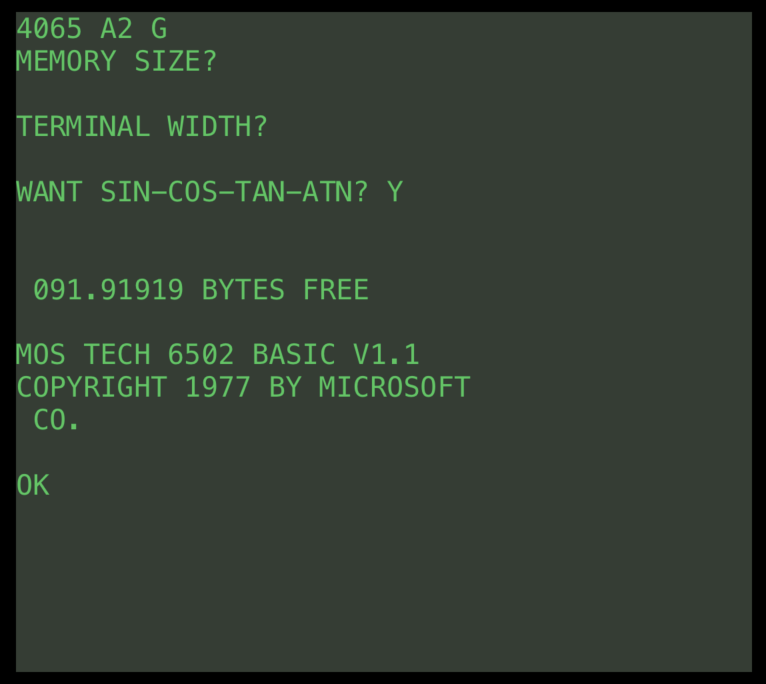 4065 A2 G
MEMORY SIZE?
TERMINAL WIDTH?
WANT SIN-COS-TAN-ATN? Y
091.91919 BYTES FREE
MOS TECH 6502 BASIC V1.1
COPYRIGHT 1977 BY MICROSOFT
CO.
OK